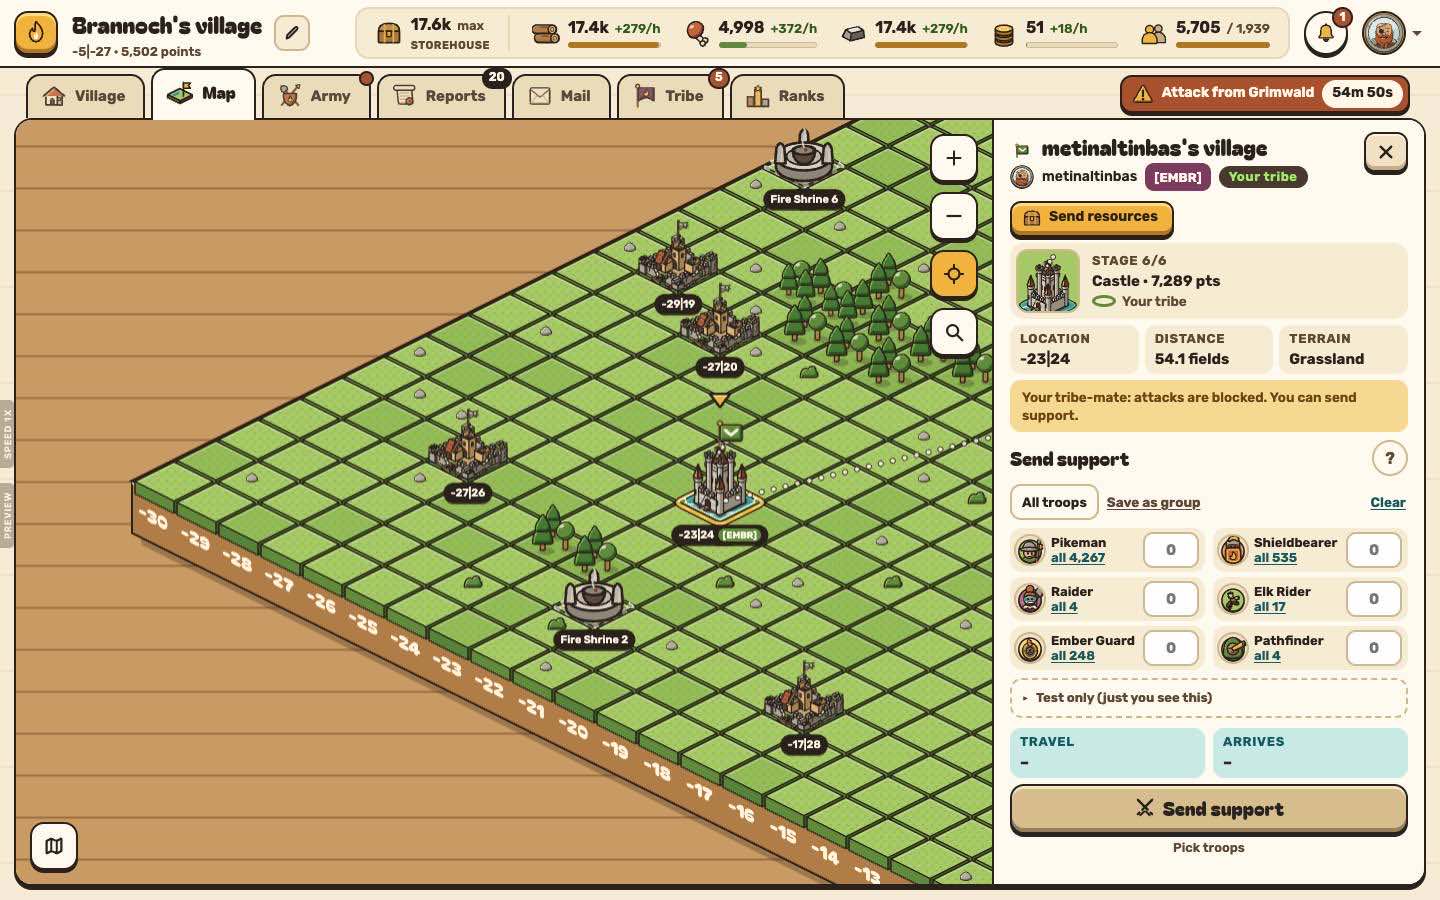 Brannoch's village
-5|-27 • 5,502 points
17.6k max
STOREHOUSE
17.4k +279/h
4,998 +372/h
17.4k +279/h
51 +18/h
5,705 / 1,939
1
Village
Map
Army
Reports
20
Mail
Tribe
5
Ranks
Attack from Grimwald
54m 50s
SPEED 1X
PREVIEW
Fire Shrine 6
-29|19
-27|20
-27|26
-23|24 [EMBR]
Fire Shrine 2
-17|28
-30
-29
-28
-27
-26
-25
-24
-23
-22
-21
-20
-19
-18
-17
-16
-15
-14
-13
metinaltinbas's village
metinaltinbas [EMBR] Your tribe
Send resources
STAGE 6/6
Castle • 7,289 pts
Your tribe
LOCATION
-23|24
DISTANCE
54.1 fields
TERRAIN
Grassland
Your tribe-mate: attacks are blocked. You can send
support.
Send support
?
All troops
Save as group
Clear
Pikeman
all 4,267
0
Shieldbearer
all 535
0
Raider
all 4
0
Elk Rider
all 17
0
Ember Guard
all 248
0
Pathfinder
all 4
0
Test only (just you see this)
TRAVEL
–
ARRIVES
–
Send support
Pick troops